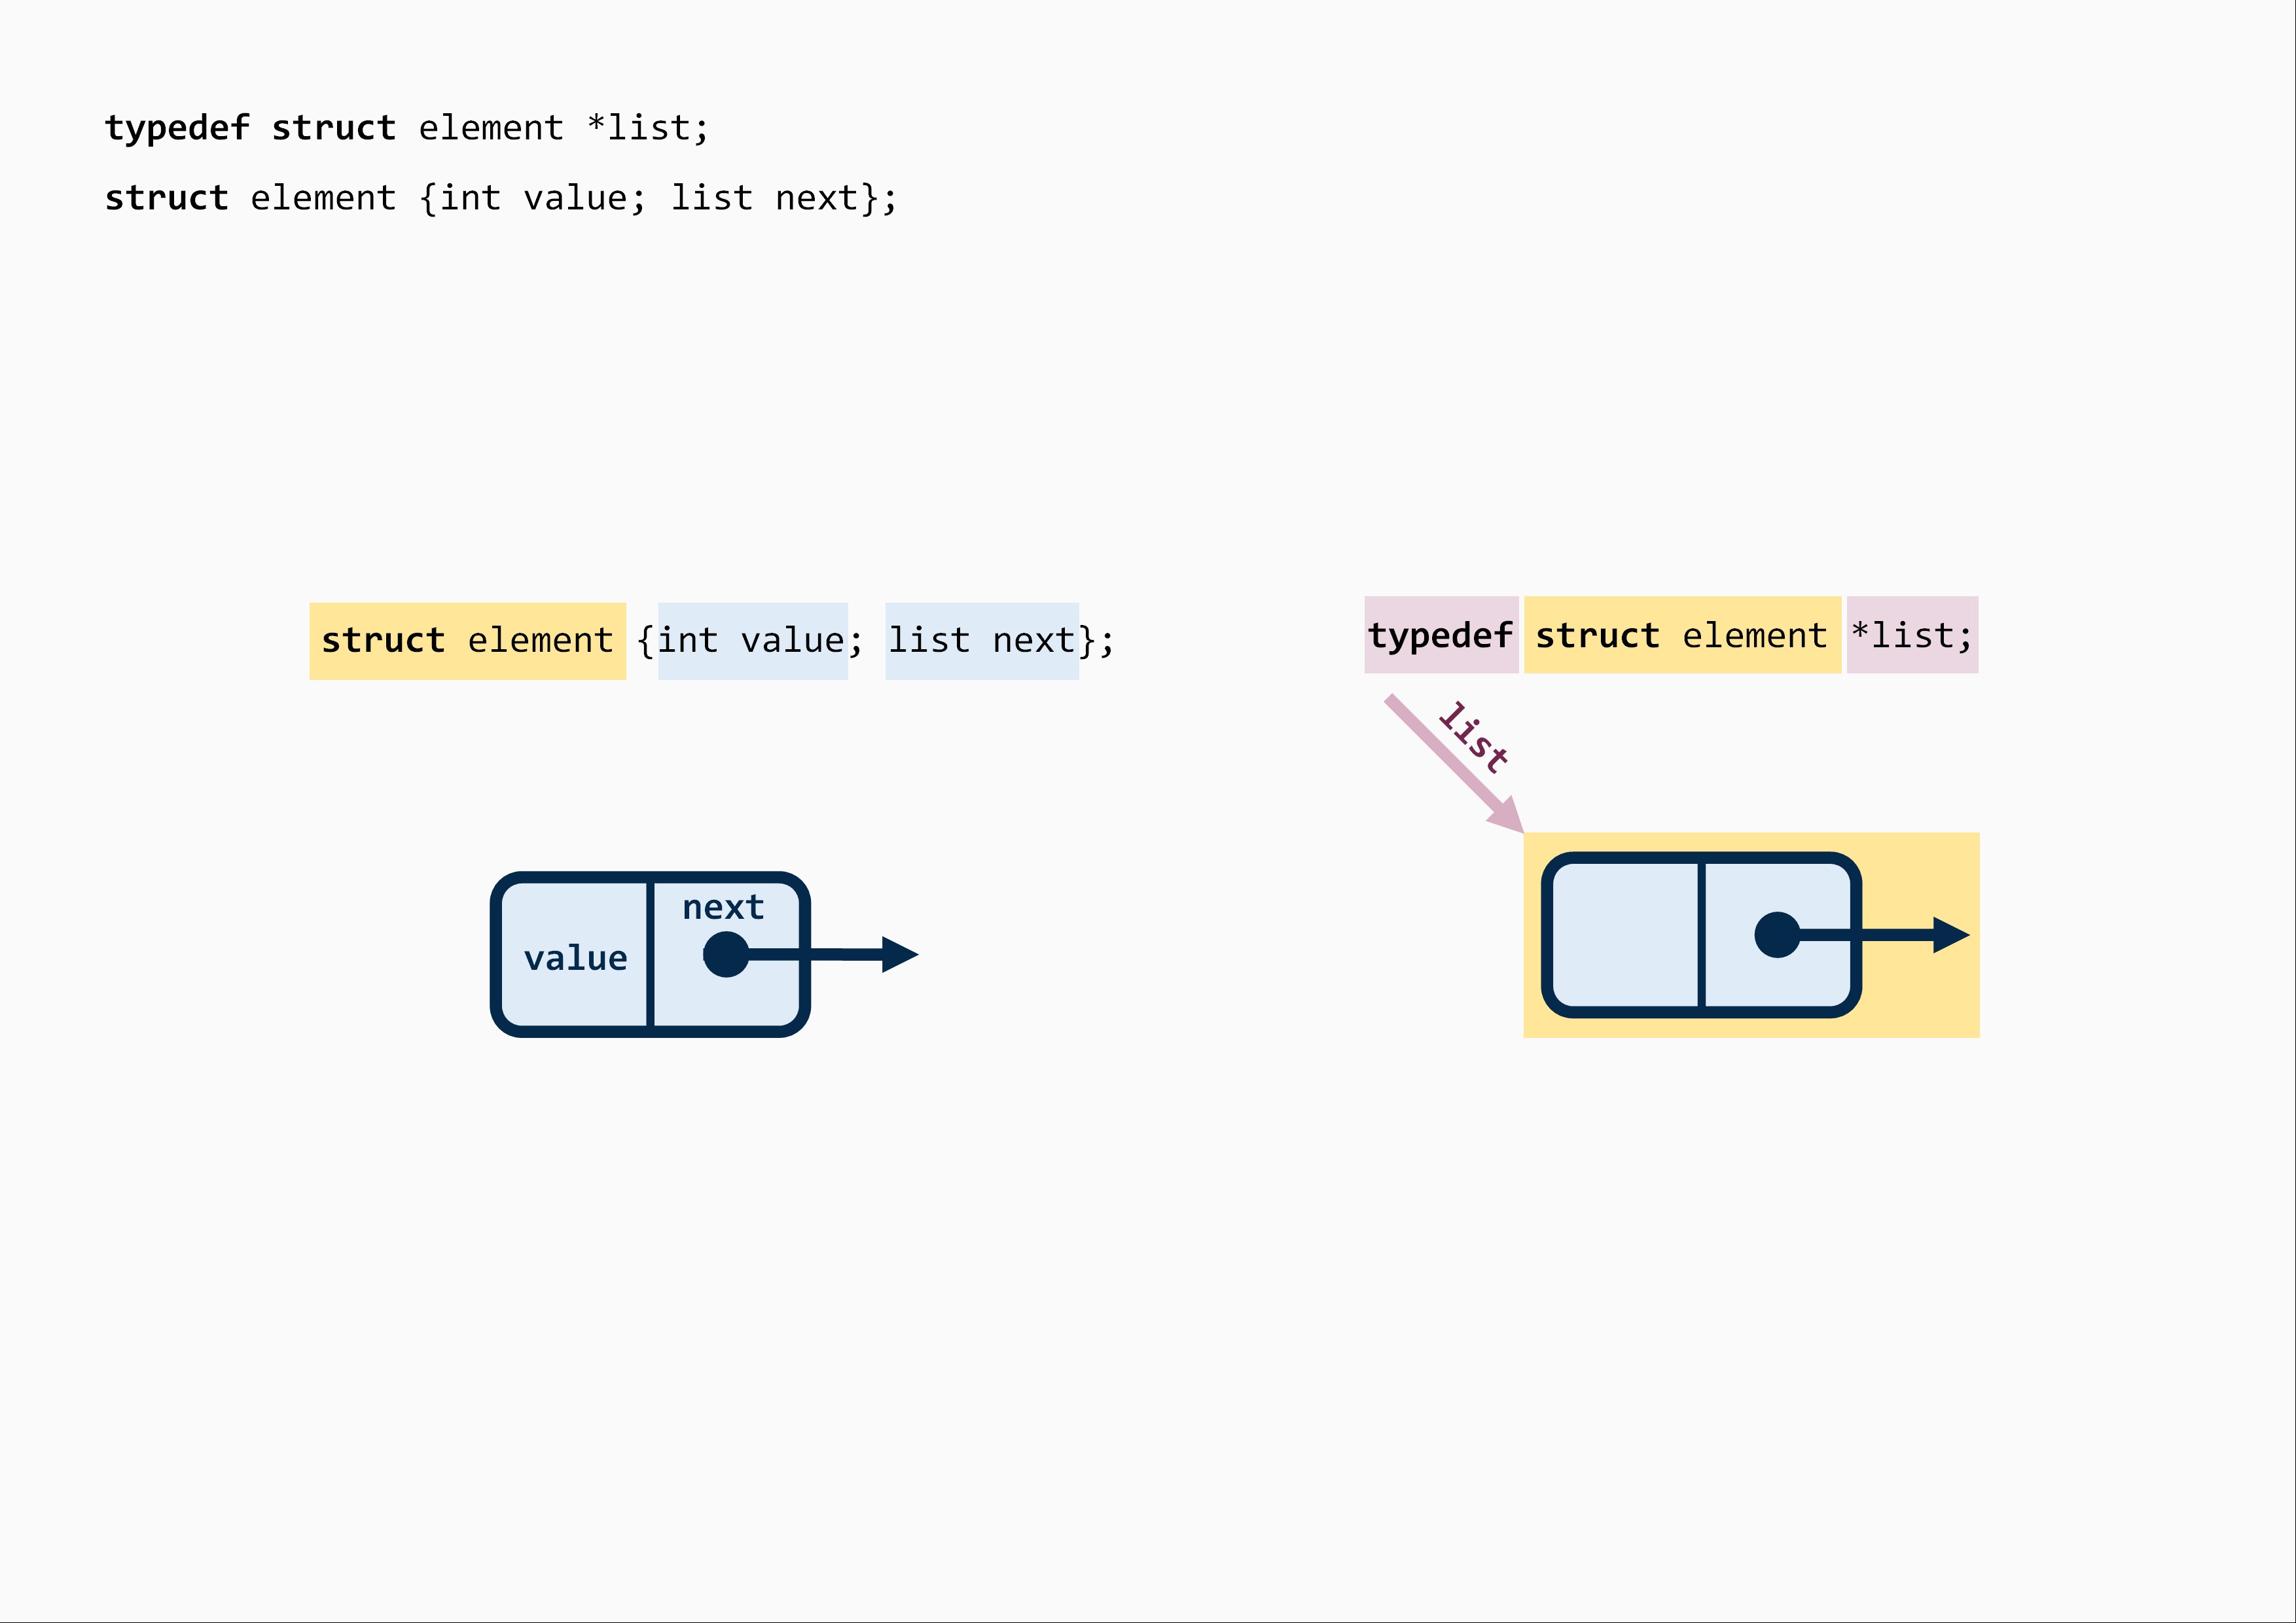 typedef struct element *list;
struct element {int value; list next};
struct element {int value; list next};
typedef struct element *list;
list
next
value